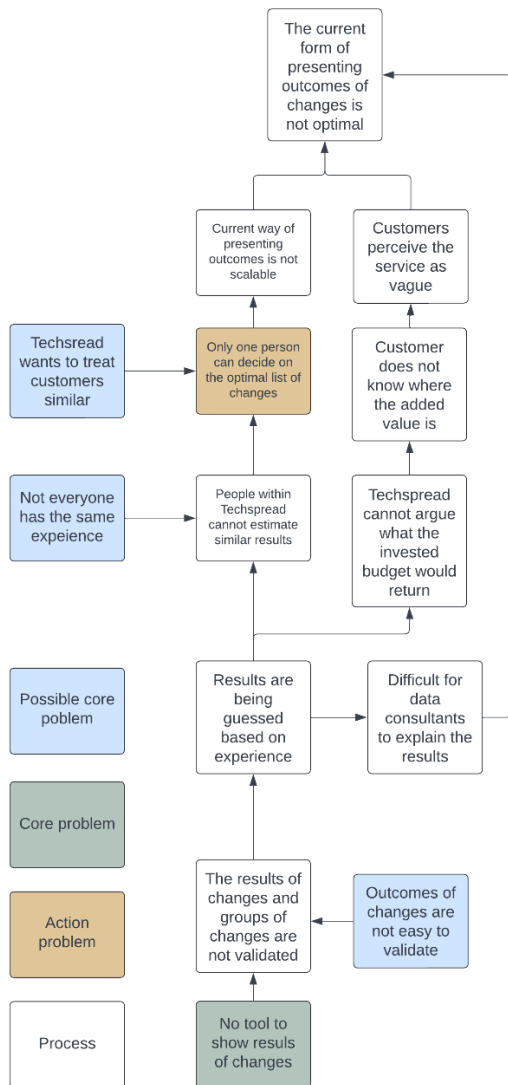 The current
form of
presenting
outcomes of
changes is
not optimal
Current way of
presenting
outcomes is not
scalable
Customers
perceive the
service as
vague
Techsread
wants to treat
customers
similar
Only one person
can decide on
the optimal list of
changes
Customer
does not
know where
the added
value is
Not everyone
has the same
expeience
People within
Techspread
cannot estimate
similar results
Techspread
cannot argue
what the
invested
budget would
return
Possible core
poblem
Results are
being
guessed
based on
experience
Difficult for
data
consultants
to explain the
results
Core problem
The results of
changes and
groups of
changes are
not validated
Outcomes of
changes are
not easy to
validate
Action
problem
Process
No tool to
show resuls
of changes